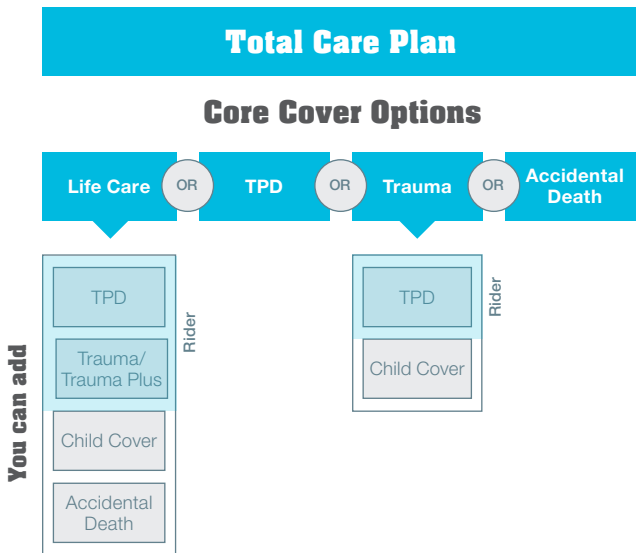 Total Care Plan
Core Cover Options
Life Care
OR
TPD
OR
Trauma
OR
Accidental
Death
You can add
TPD
Trauma/
Trauma Plus
Rider
Child Cover
Accidental
Death
TPD
Rider
Child Cover